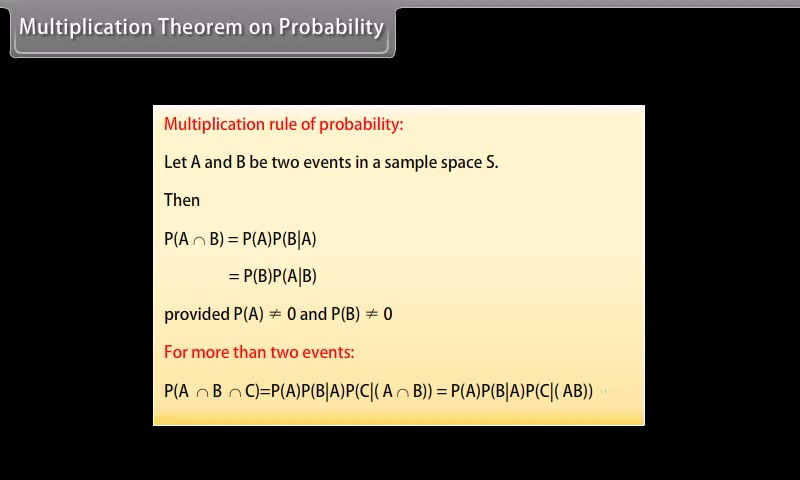 Multiplication Theorem on Probability
Multiplication rule of probability:
Let A and B be two events in a sample space S.
Then
P(A ∩ B) = P(A)P(B|A)
= P(B)P(A|B)
provided P(A) ≠ 0 and P(B) ≠ 0
For more than two events:
P(A ∩ B ∩ C)=P(A)P(B|A)P(C|( A ∩ B)) = P(A)P(B|A)P(C|( AB))